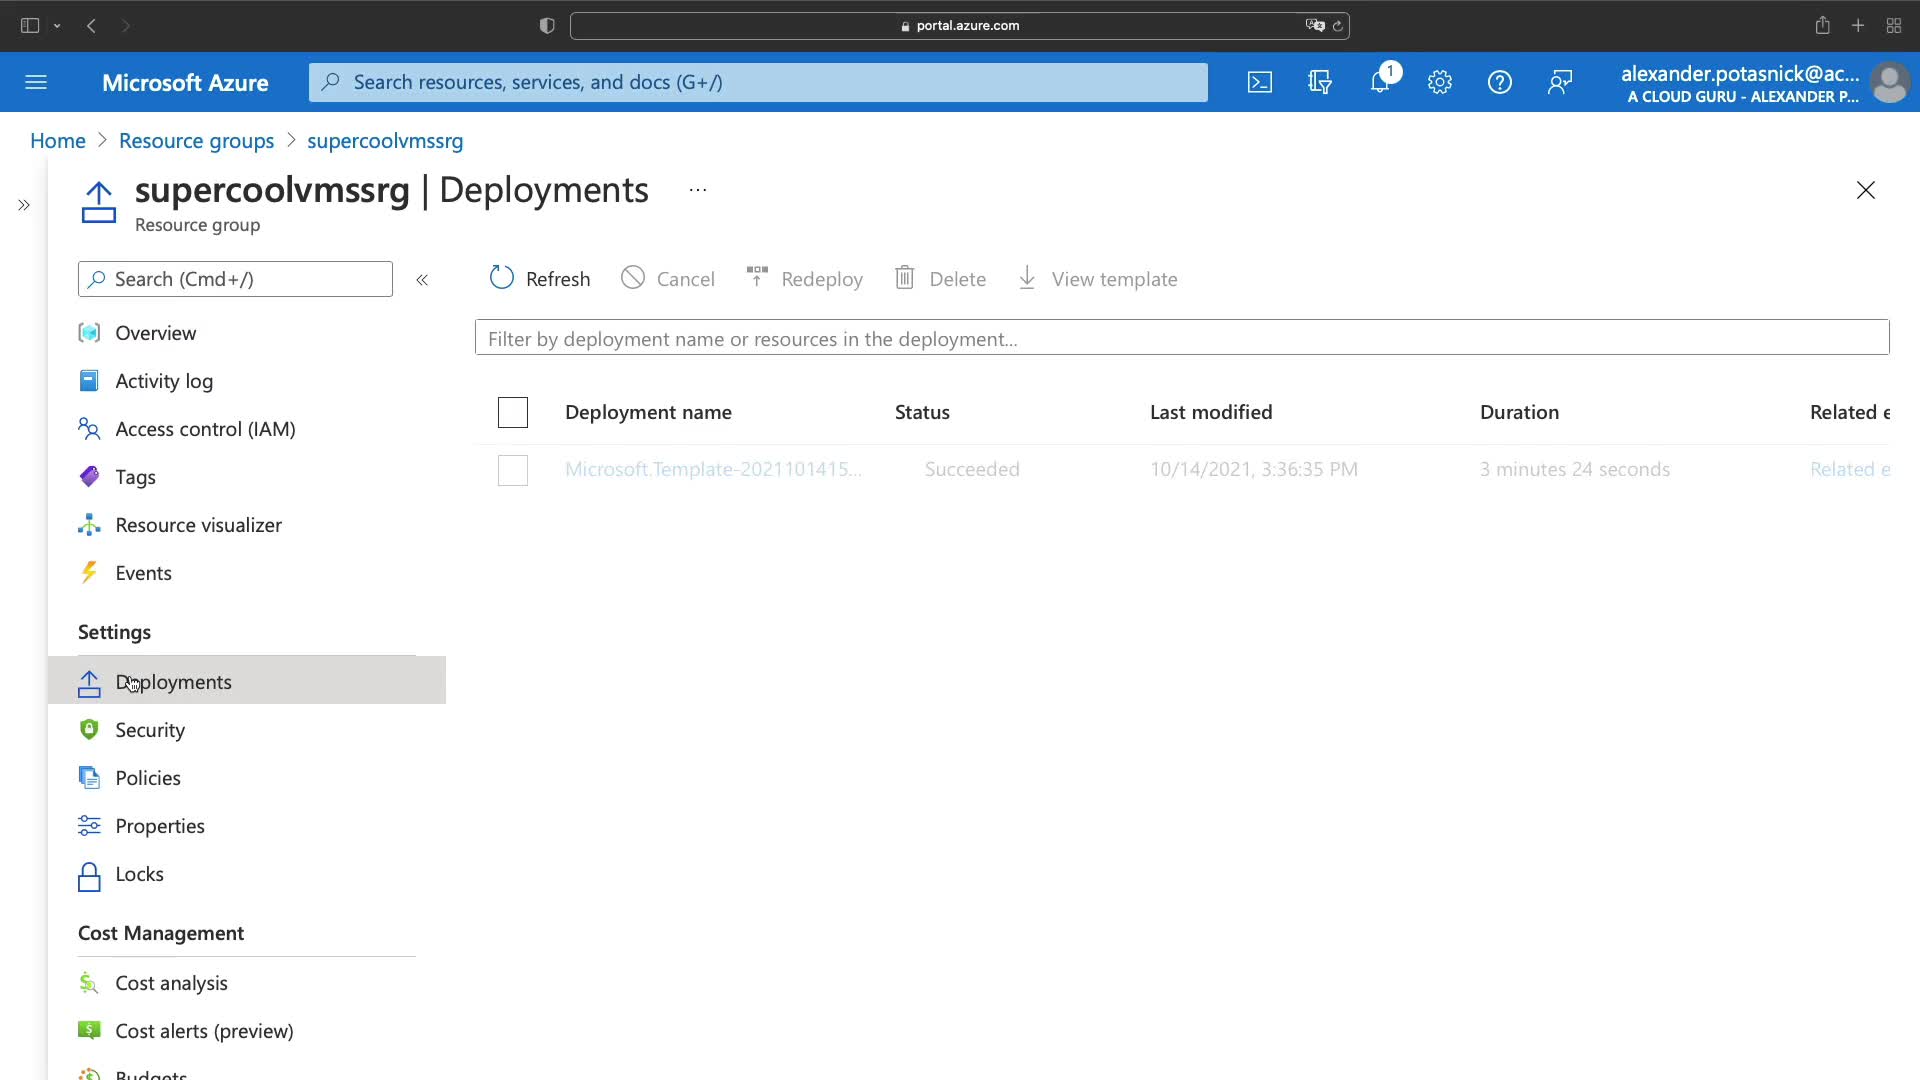 portal.azure.com
Microsoft Azure
Search resources, services, and docs (G+/)
1
alexander.potasnick@ac...
A CLOUD GURU - ALEXANDER P...
Home > Resource groups > supercoolvmssrg
supercoolvmssrg | Deployments ...
Resource group
Search (Cmd+/)
Refresh Cancel Redeploy Delete View template
Filter by deployment name or resources in the deployment...
Deployment name Status Last modified Duration Related e
Microsoft.Template-2021101415... Succeeded 10/14/2021, 3:36:35 PM 3 minutes 24 seconds Related e
Overview
Activity log
Access control (IAM)
Tags
Resource visualizer
Events
Settings
Deployments
Security
Policies
Properties
Locks
Cost Management
Cost analysis
Cost alerts (preview)
Budgets